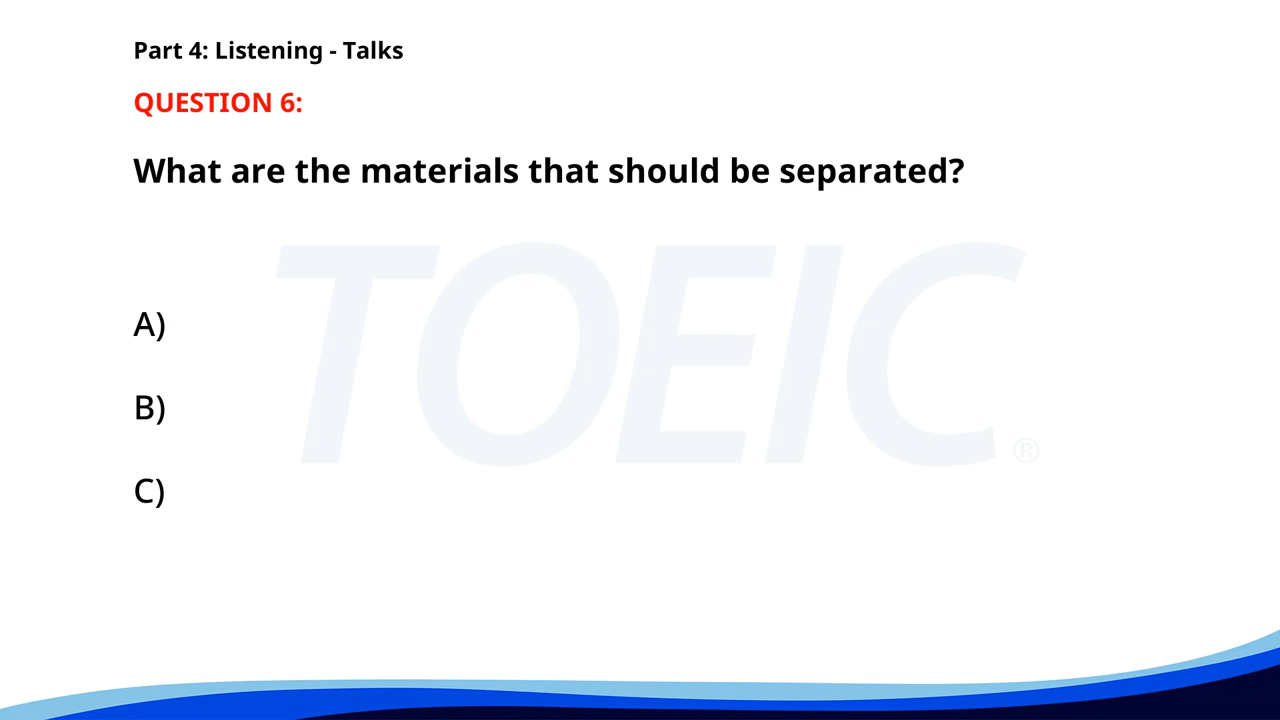 Part 4: Listening - Talks
QUESTION 6:
What are the materials that should be separated?
TOEIC®
A)
B)
C)